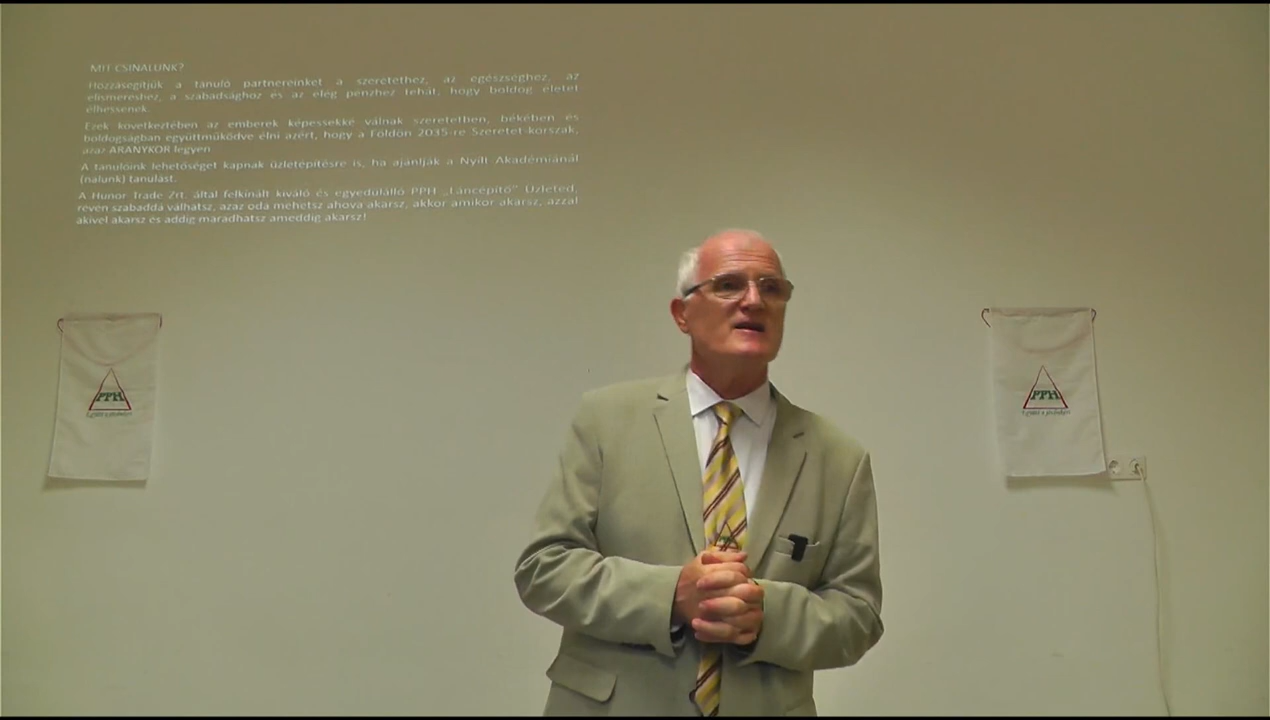 MIT CSINÁLUNK?
Hozzásegítjük a tanuló partnereinket a szeretethez, az egészséghez, az
elismeréshez, a szabadsághoz és az elég pénzhez tehát, hogy boldog életet
élhessenek.
Ezek következtében az emberek képessekké válnak szeretetben, békében és
boldogságban együttműködve élni azért, hogy a Földön 2035-re Szeretet-korszak,
azaz ARANYKOR legyen
A tanulóink lehetőséget kapnak üzletépítésre is, ha ajánlják a Nyílt Akadémiánál
(nálunk) tanulást.
A Hunor Trade Zrt. által felkínált kiváló és egyedülálló PPH „Láncépítő” Üzleted,
révén szabaddá válhatsz, azaz oda mehetsz ahova akarsz, akkor amikor akarsz, azzal
akivel akarsz és addig maradhatsz ameddig akarsz!
PPH
Együtt a jövőnkért
PPH
Együtt a jövőnkért